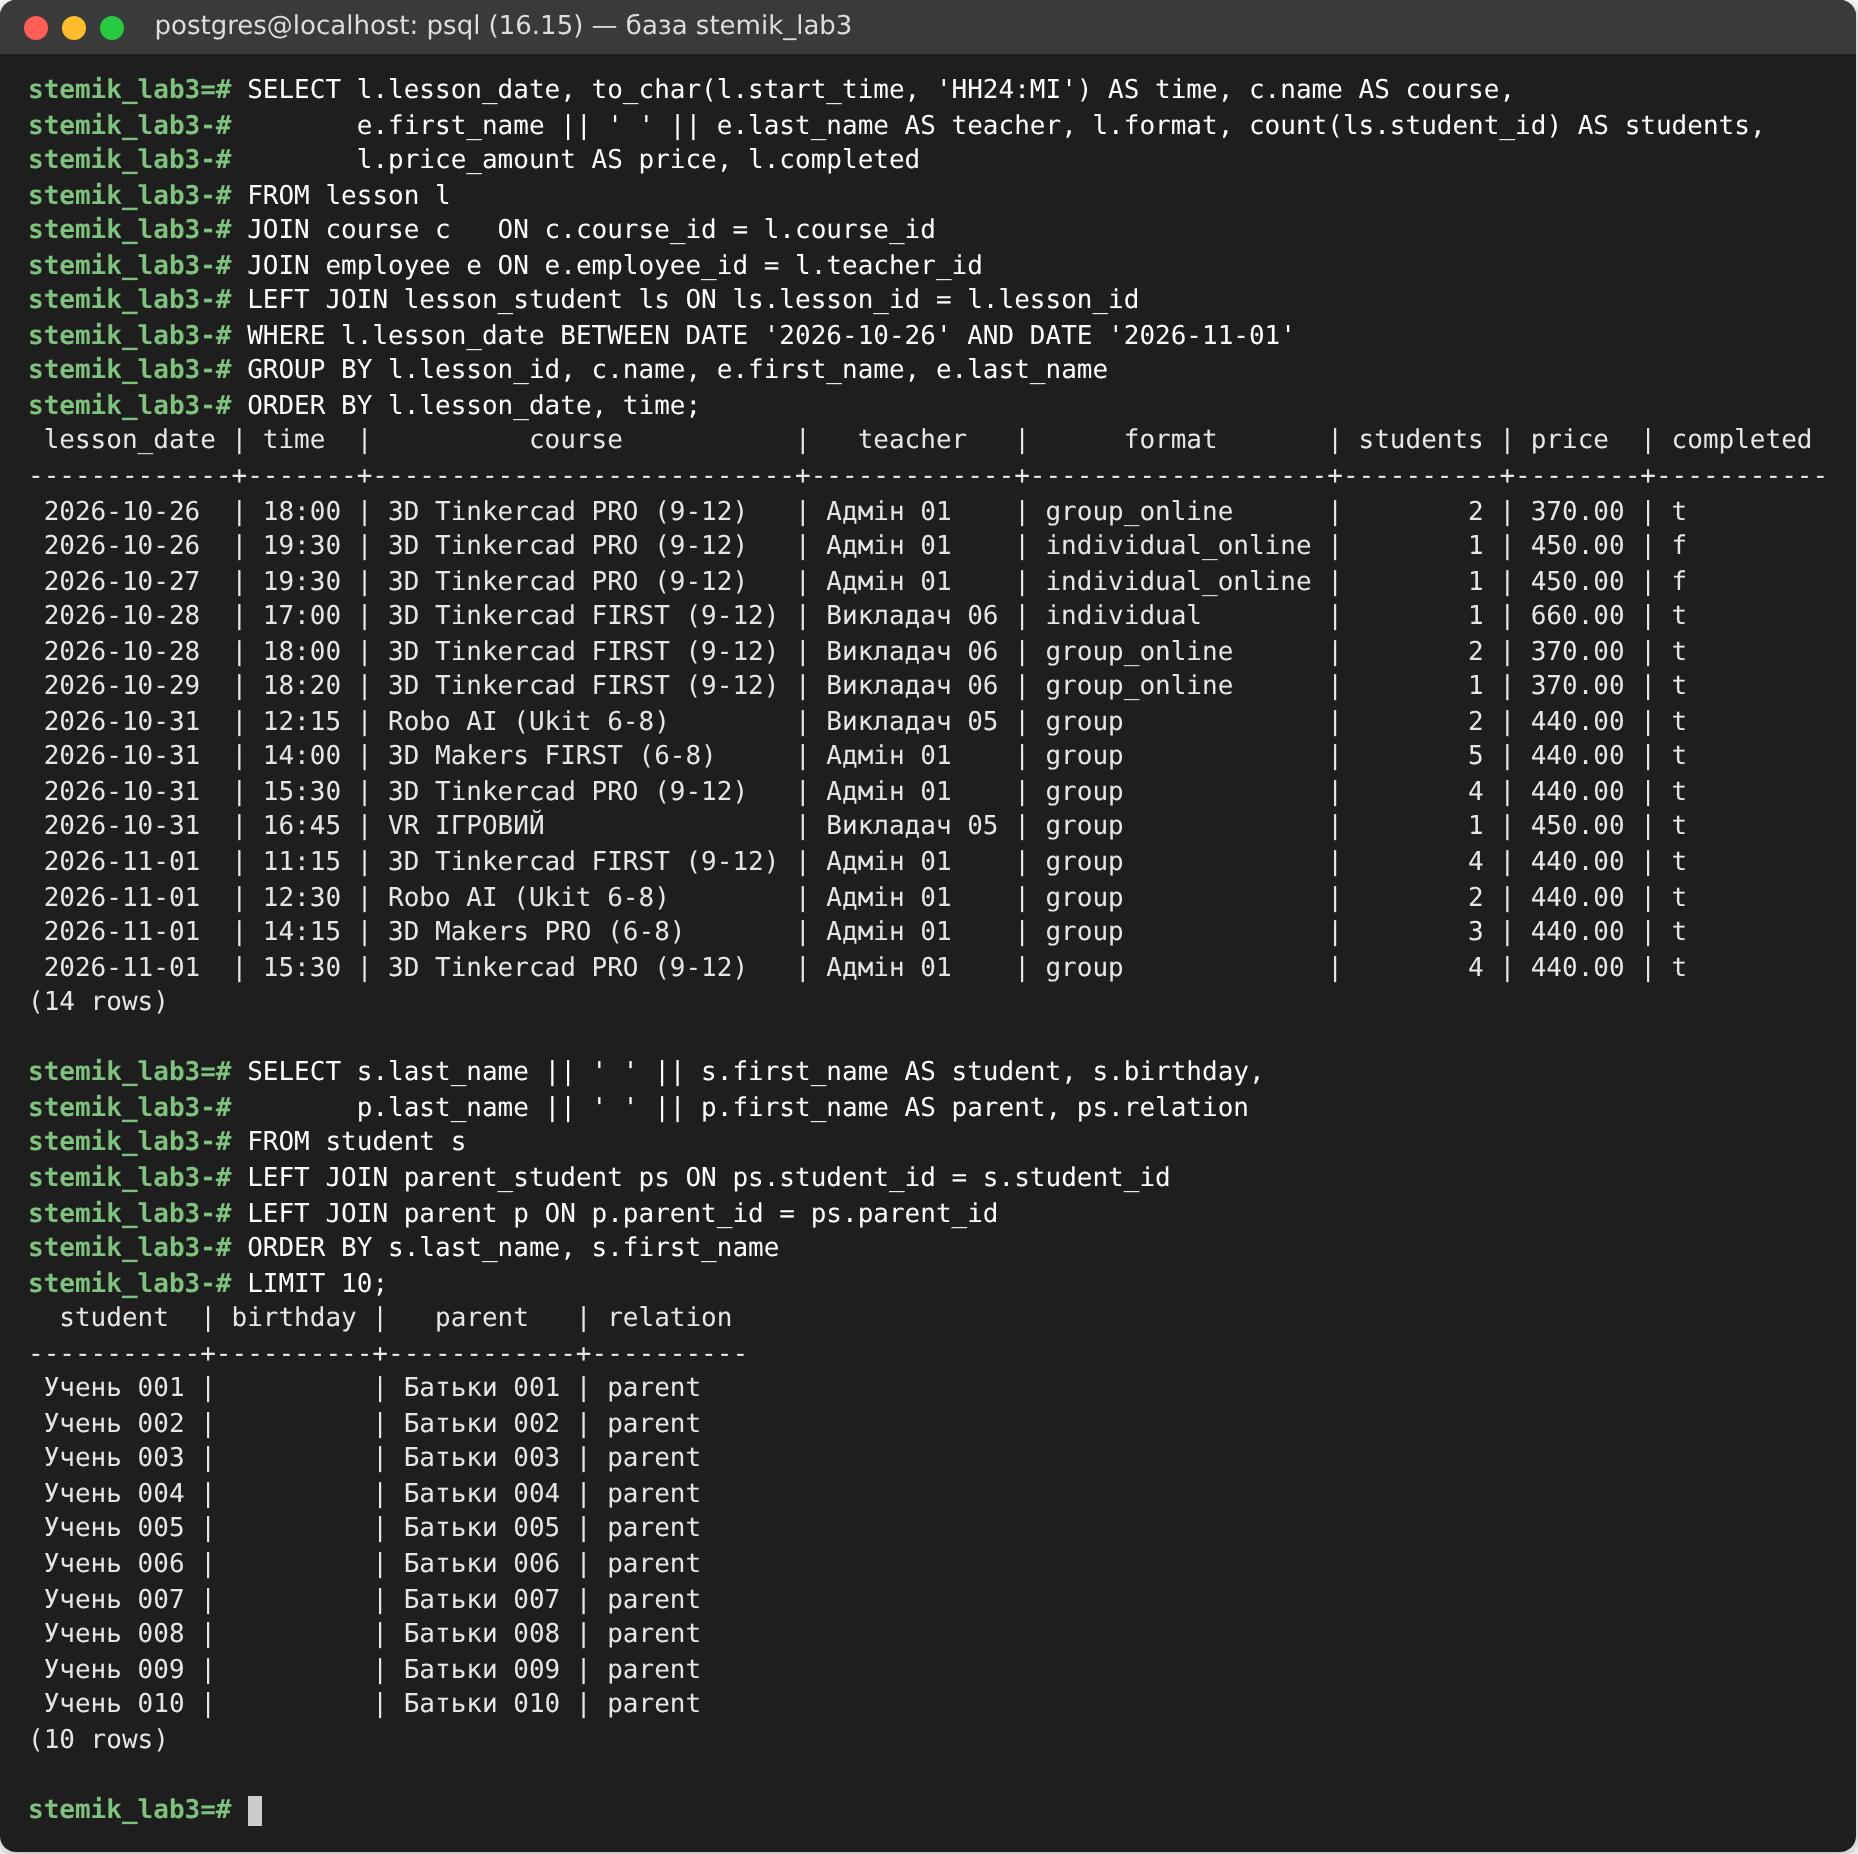 postgres@localhost: psql (16.15) — база stemik_lab3
stemik_lab3=# SELECT l.lesson_date, to_char(l.start_time, 'HH24:MI') AS time, c.name AS course,
stemik_lab3-#        e.first_name || ' ' || e.last_name AS teacher, l.format, count(ls.student_id) AS students,
stemik_lab3-#        l.price_amount AS price, l.completed
stemik_lab3-# FROM lesson l
stemik_lab3-# JOIN course c   ON c.course_id = l.course_id
stemik_lab3-# JOIN employee e ON e.employee_id = l.teacher_id
stemik_lab3-# LEFT JOIN lesson_student ls ON ls.lesson_id = l.lesson_id
stemik_lab3-# WHERE l.lesson_date BETWEEN DATE '2026-10-26' AND DATE '2026-11-01'
stemik_lab3-# GROUP BY l.lesson_id, c.name, e.first_name, e.last_name
stemik_lab3-# ORDER BY l.lesson_date, time;
 lesson_date | time  |          course           |   teacher   |      format       | students | price  | completed
-------------+-------+---------------------------+-------------+-------------------+----------+--------+-----------
 2026-10-26  | 18:00 | 3D Tinkercad PRO (9-12)   | Адмін 01    | group_online      |        2 | 370.00 | t
 2026-10-26  | 19:30 | 3D Tinkercad PRO (9-12)   | Адмін 01    | individual_online |        1 | 450.00 | f
 2026-10-27  | 19:30 | 3D Tinkercad PRO (9-12)   | Адмін 01    | individual_online |        1 | 450.00 | f
 2026-10-28  | 17:00 | 3D Tinkercad FIRST (9-12) | Викладач 06 | individual        |        1 | 660.00 | t
 2026-10-28  | 18:00 | 3D Tinkercad FIRST (9-12) | Викладач 06 | group_online      |        2 | 370.00 | t
 2026-10-29  | 18:20 | 3D Tinkercad FIRST (9-12) | Викладач 06 | group_online      |        1 | 370.00 | t
 2026-10-31  | 12:15 | Robo AI (Ukit 6-8)        | Викладач 05 | group             |        2 | 440.00 | t
 2026-10-31  | 14:00 | 3D Makers FIRST (6-8)     | Адмін 01    | group             |        5 | 440.00 | t
 2026-10-31  | 15:30 | 3D Tinkercad PRO (9-12)   | Адмін 01    | group             |        4 | 440.00 | t
 2026-10-31  | 16:45 | VR ІГРОВИЙ                | Викладач 05 | group             |        1 | 450.00 | t
 2026-11-01  | 11:15 | 3D Tinkercad FIRST (9-12) | Адмін 01    | group             |        4 | 440.00 | t
 2026-11-01  | 12:30 | Robo AI (Ukit 6-8)        | Адмін 01    | group             |        2 | 440.00 | t
 2026-11-01  | 14:15 | 3D Makers PRO (6-8)       | Адмін 01    | group             |        3 | 440.00 | t
 2026-11-01  | 15:30 | 3D Tinkercad PRO (9-12)   | Адмін 01    | group             |        4 | 440.00 | t
(14 rows)
stemik_lab3=# SELECT s.last_name || ' ' || s.first_name AS student, s.birthday,
stemik_lab3-#        p.last_name || ' ' || p.first_name AS parent, ps.relation
stemik_lab3-# FROM student s
stemik_lab3-# LEFT JOIN parent_student ps ON ps.student_id = s.student_id
stemik_lab3-# LEFT JOIN parent p ON p.parent_id = ps.parent_id
stemik_lab3-# ORDER BY s.last_name, s.first_name
stemik_lab3-# LIMIT 10;
  student  | birthday |   parent   | relation
-----------+----------+------------+----------
 Учень 001 |          | Батьки 001 | parent
 Учень 002 |          | Батьки 002 | parent
 Учень 003 |          | Батьки 003 | parent
 Учень 004 |          | Батьки 004 | parent
 Учень 005 |          | Батьки 005 | parent
 Учень 006 |          | Батьки 006 | parent
 Учень 007 |          | Батьки 007 | parent
 Учень 008 |          | Батьки 008 | parent
 Учень 009 |          | Батьки 009 | parent
 Учень 010 |          | Батьки 010 | parent
(10 rows)
stemik_lab3=#